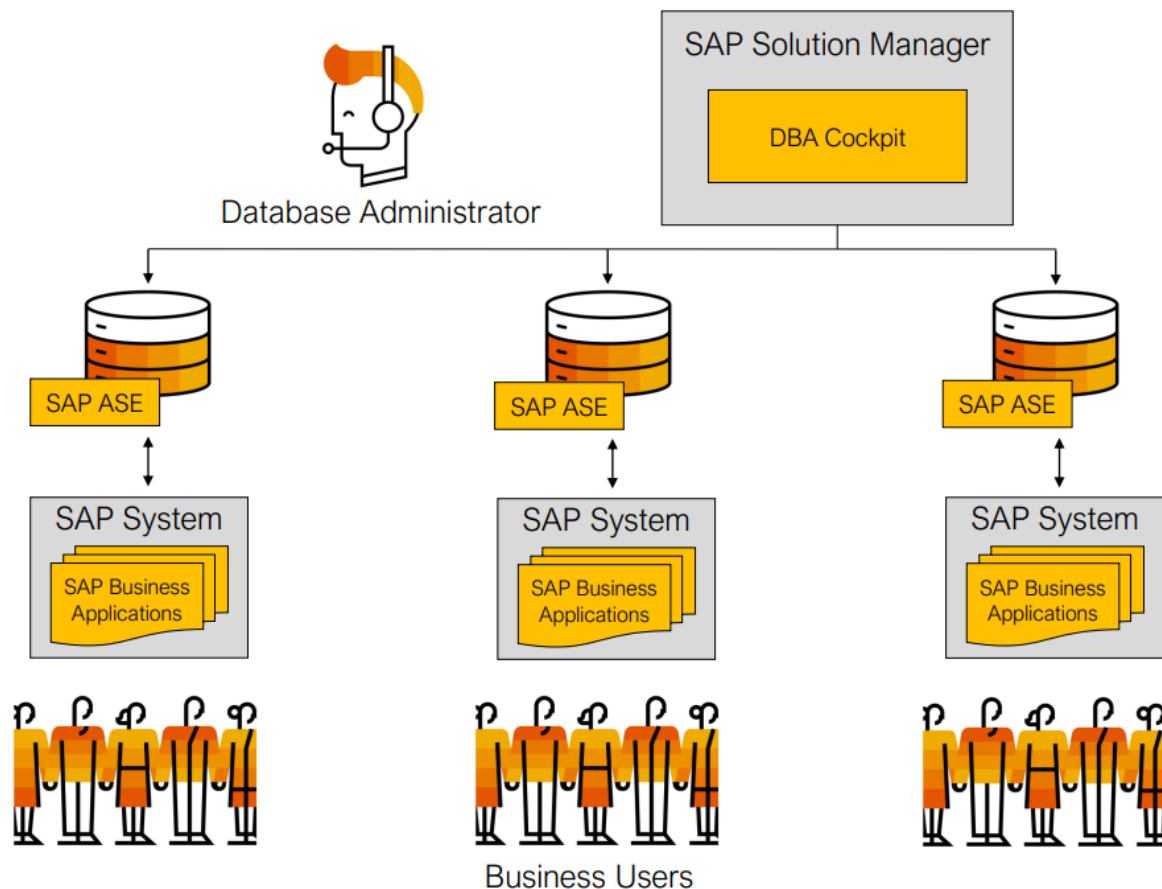 SAP Solution Manager
DBA Cockpit
Database Administrator
SAP ASE
SAP ASE
SAP ASE
SAP System
SAP Business
Applications
SAP System
SAP Business
Applications
SAP System
SAP Business
Applications
Business Users